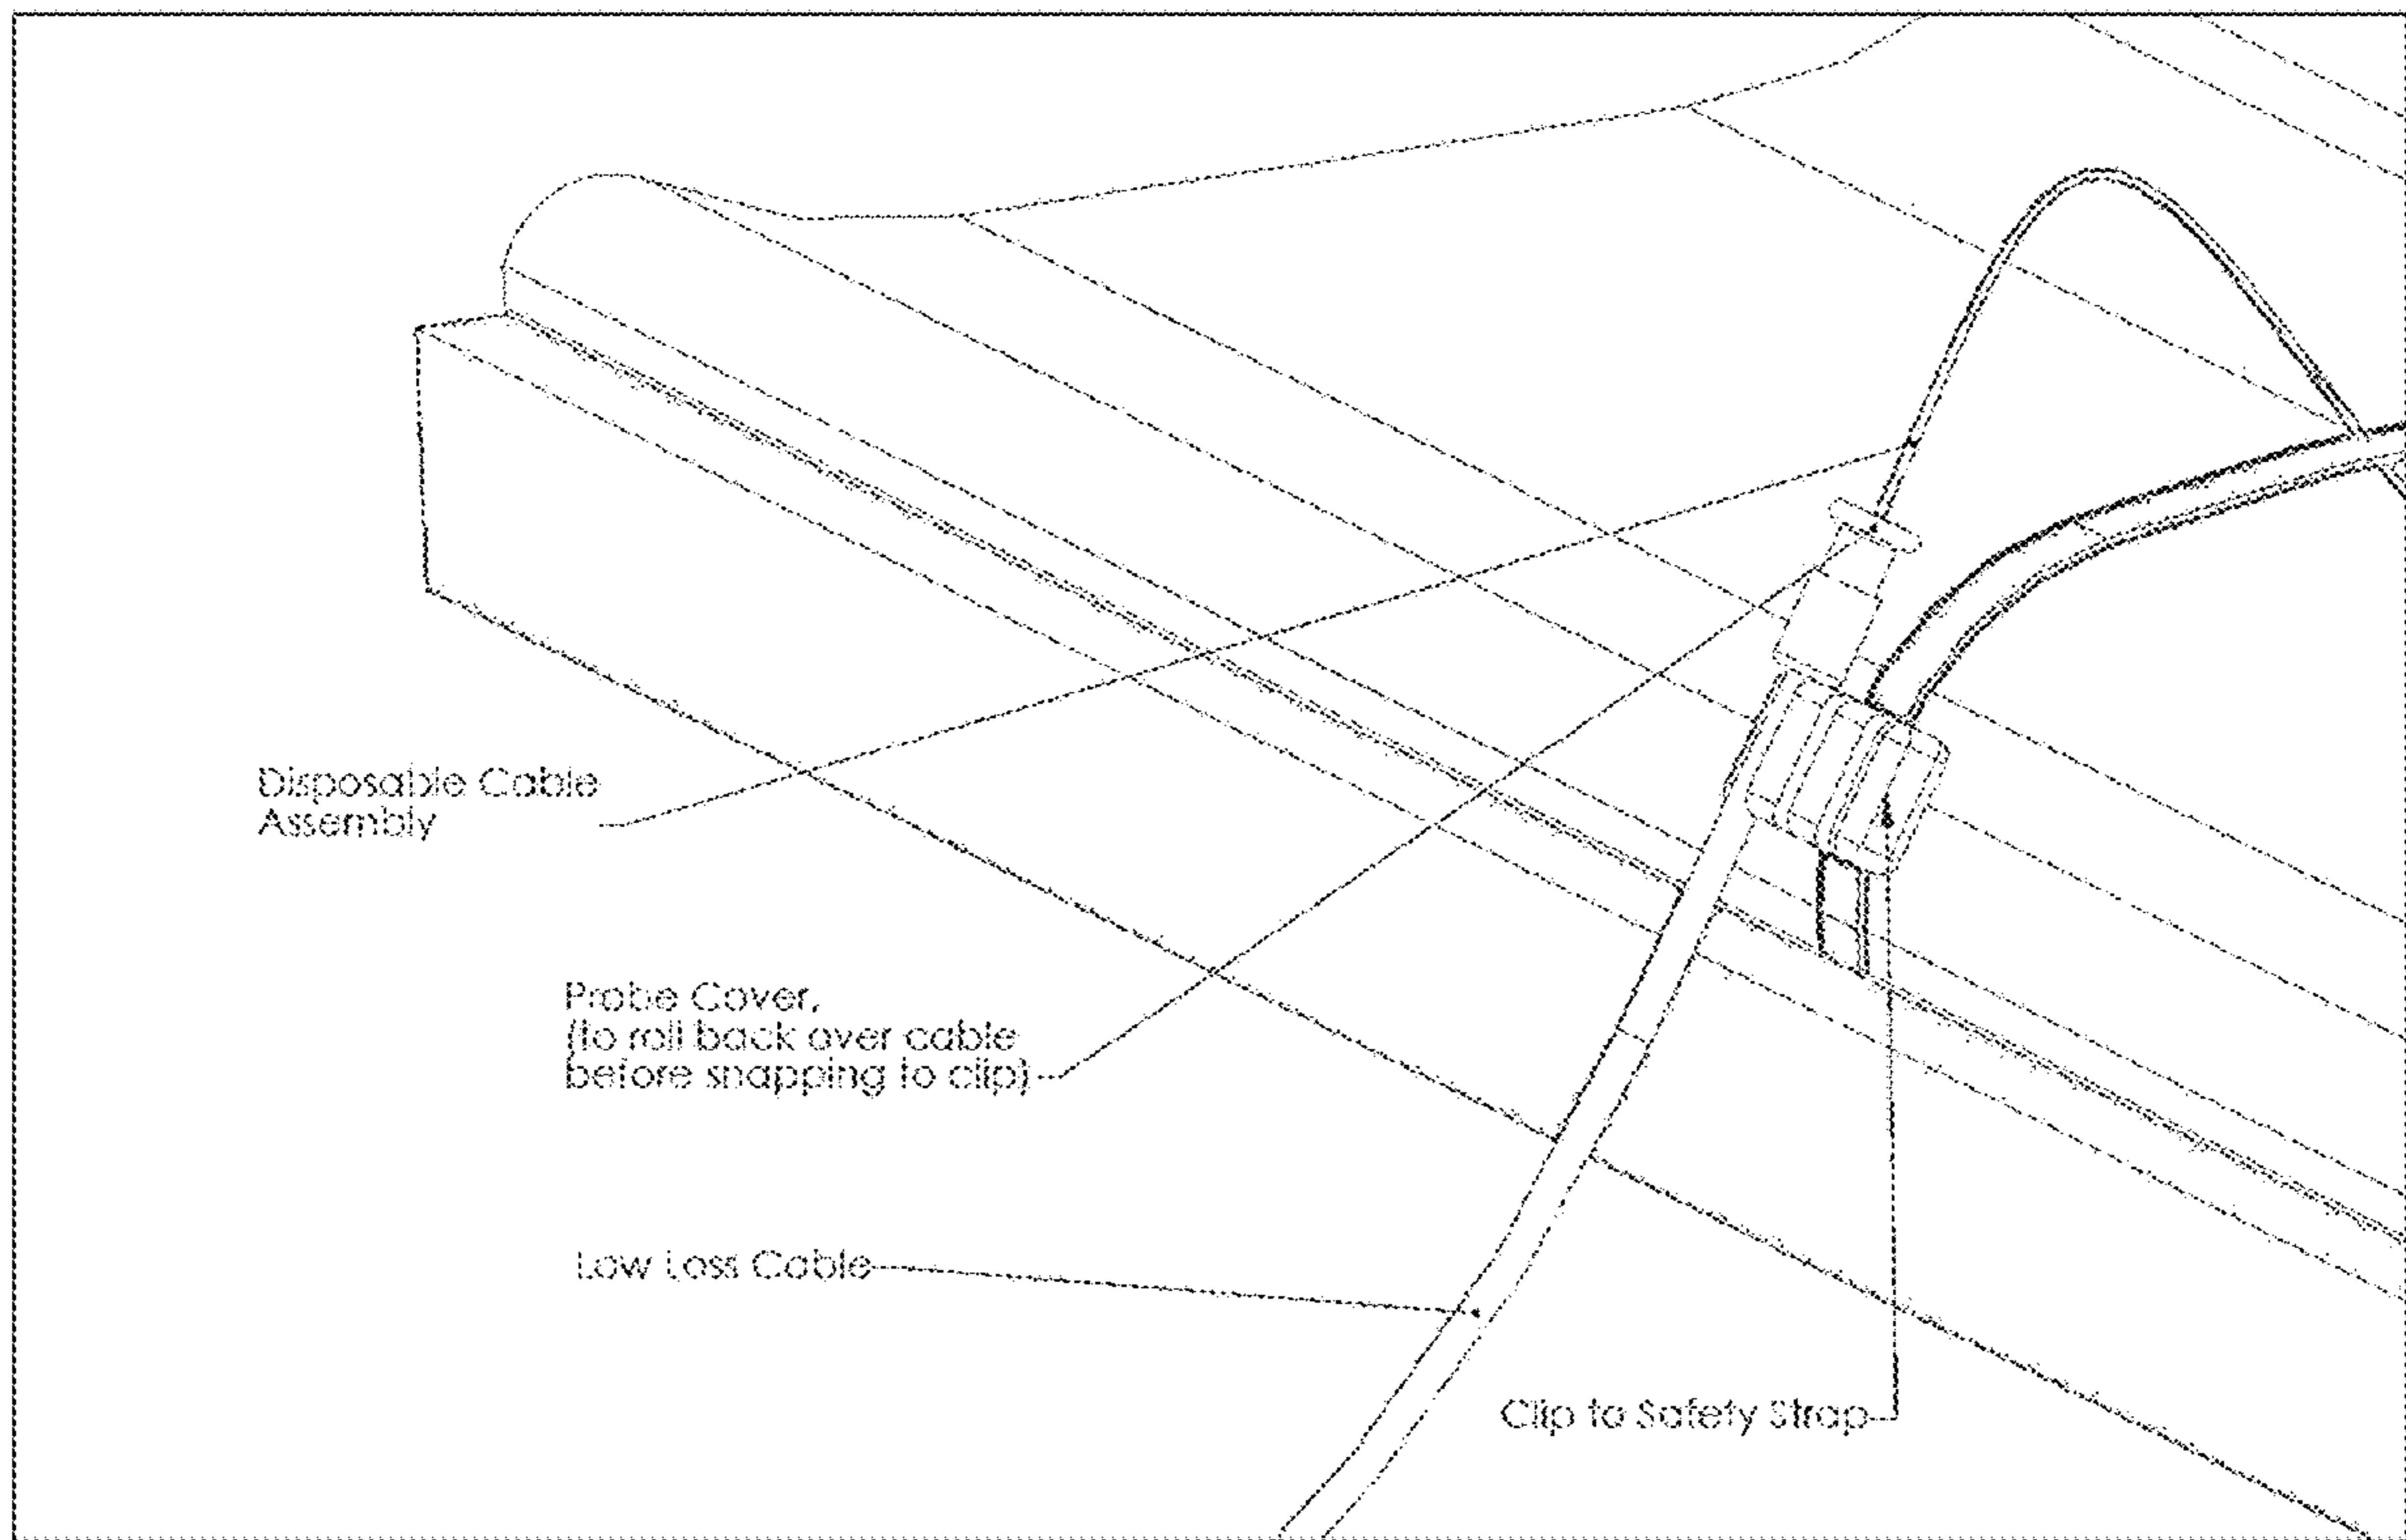 Disposable Cable
Assembly
Probe Cover,
(to roll back over cable
before snapping to clip)
Low Loss Cable
Clip to Safety Strap